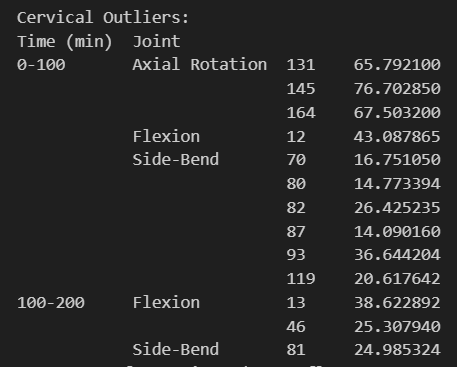 Cervical Outliers:
Time (min)  Joint
0-100       Axial Rotation  131    65.792100
                            145    76.702850
                            164    67.503200
            Flexion         12     43.087865
            Side-Bend       70     16.751050
                            80     14.773394
                            82     26.425235
                            87     14.090160
                            93     36.644204
                            119    20.617642
100-200     Flexion         13     38.622892
                            46     25.307940
            Side-Bend       81     24.985324